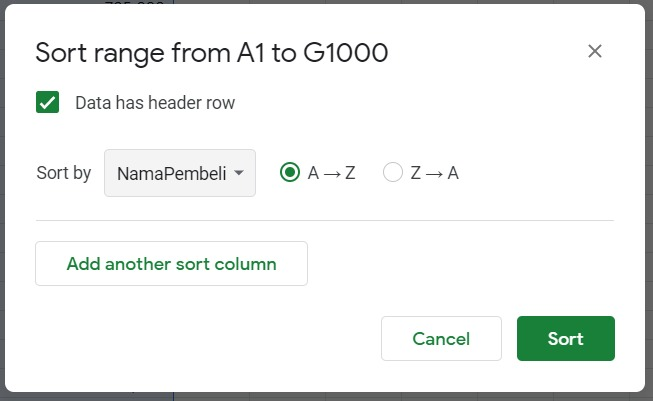 Sort range from A1 to G1000
Data has header row
Sort by NamaPembeli A → Z Z → A
Add another sort column
Cancel Sort